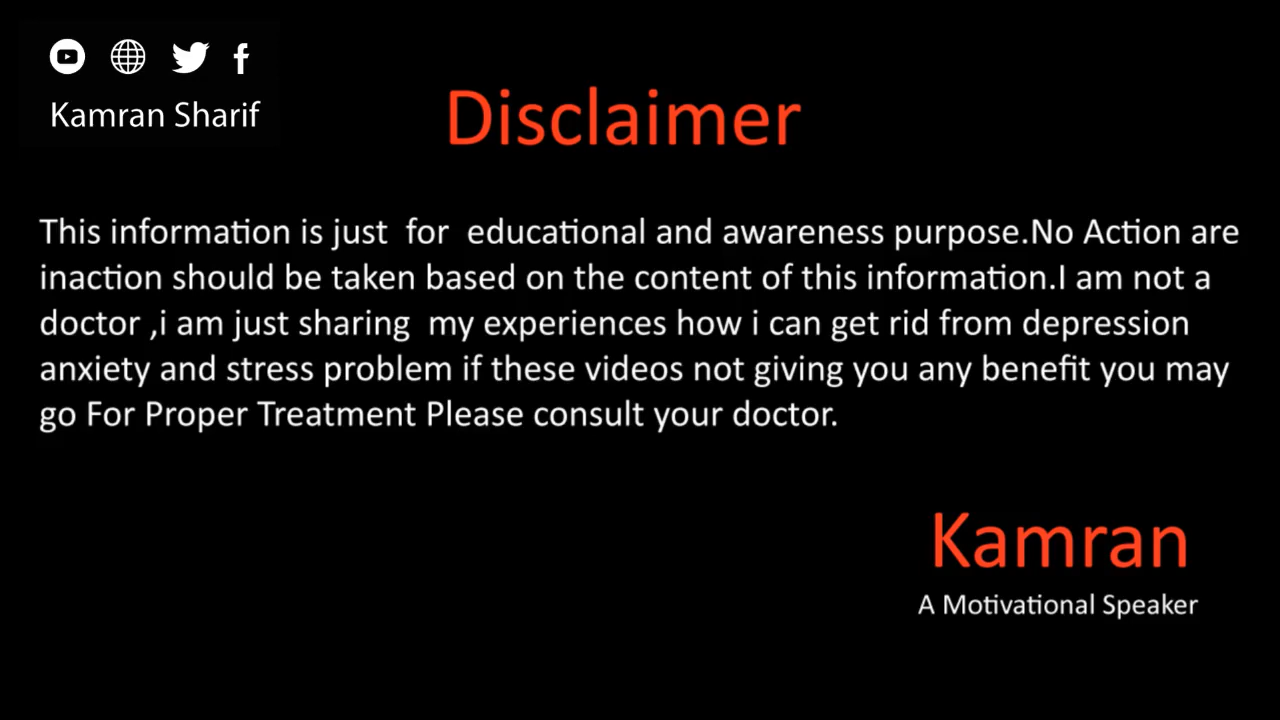 Kamran Sharif
Disclaimer
This information is just  for  educational and awareness purpose.No Action are
inaction should be taken based on the content of this information.I am not a
doctor ,i am just sharing  my experiences how i can get rid from depression
anxiety and stress problem if these videos not giving you any benefit you may
go For Proper Treatment Please consult your doctor.
Kamran
A Motivational Speaker